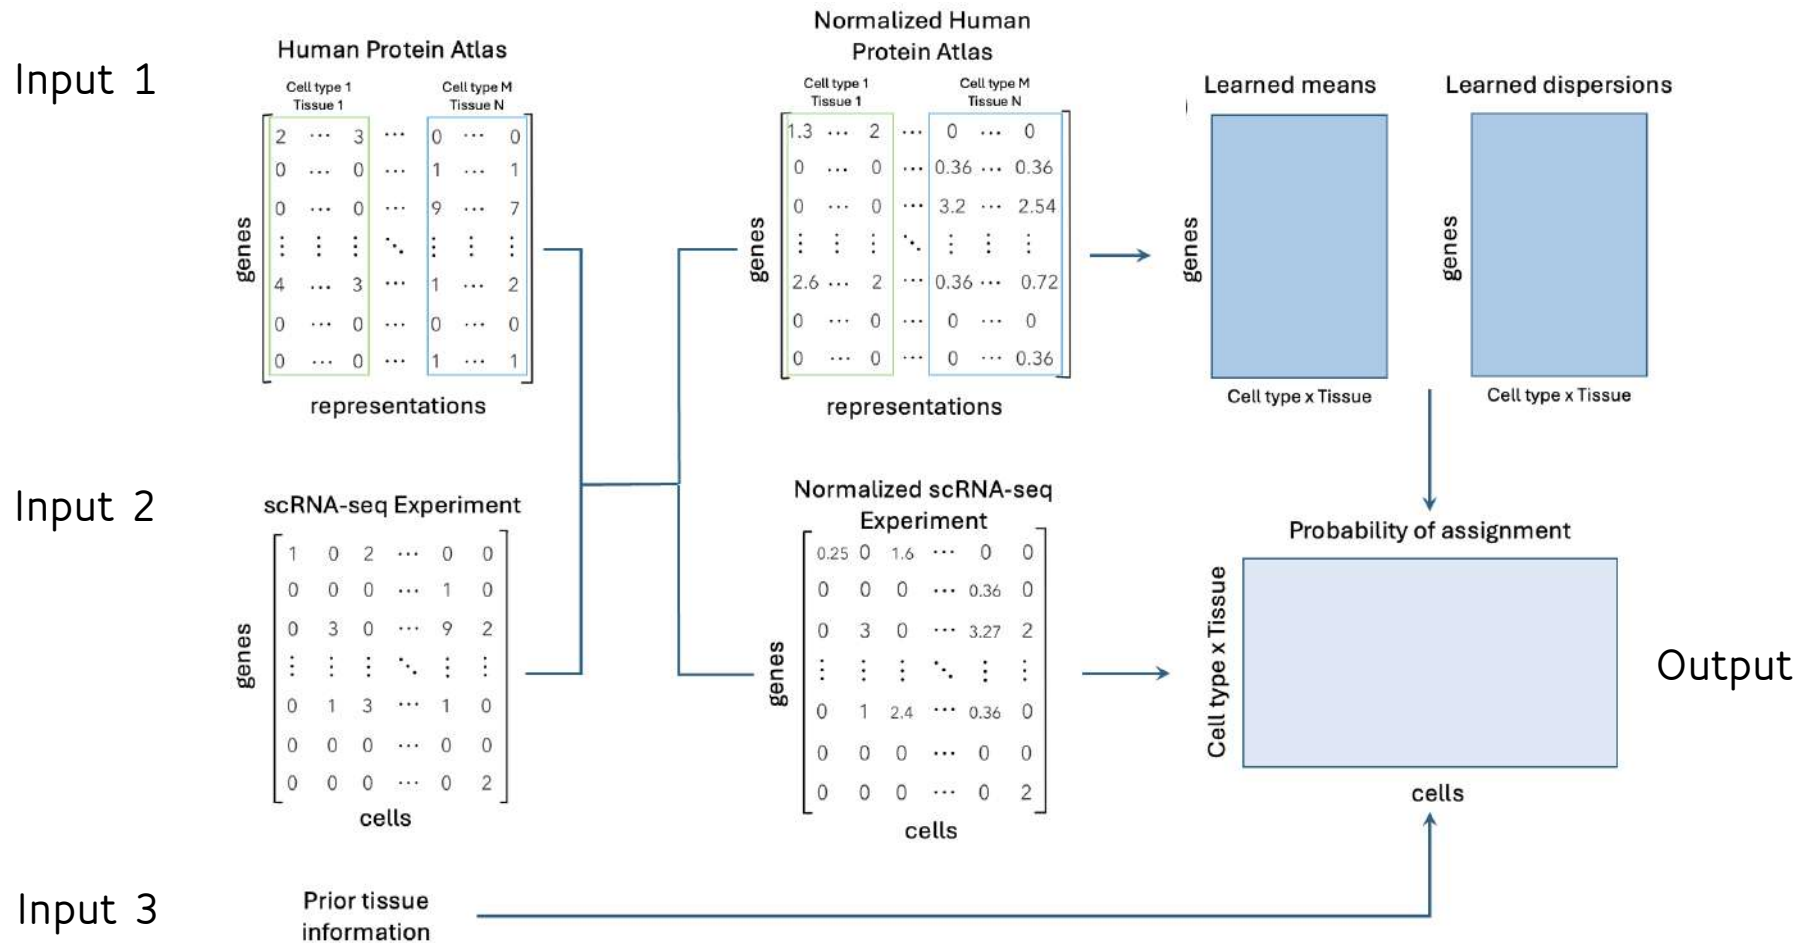 Input 1
Human Protein Atlas
Cell type 1
Tissue 1
Cell type M
Tissue N
genes
2 ⋯ 3 ⋯ 0 ⋯ 0
0 ⋯ 0 ⋯ 1 ⋯ 1
0 ⋯ 0 ⋯ 9 ⋯ 7
⋮ ⋮ ⋮ ⋱ ⋮ ⋮ ⋮
4 ⋯ 3 ⋯ 1 ⋯ 2
0 ⋯ 0 ⋯ 0 ⋯ 0
0 ⋯ 0 ⋯ 1 ⋯ 1
representations
Normalized Human
Protein Atlas
Cell type 1
Tissue 1
Cell type M
Tissue N
genes
1.3 ⋯ 2 ⋯ 0 ⋯ 0
0 ⋯ 0 ⋯ 0.36 ⋯ 0.36
0 ⋯ 0 ⋯ 3.2 ⋯ 2.54
⋮ ⋮ ⋮ ⋱ ⋮ ⋮ ⋮
2.6 ⋯ 2 ⋯ 0.36 ⋯ 0.72
0 ⋯ 0 ⋯ 0 ⋯ 0
0 ⋯ 0 ⋯ 0 ⋯ 0.36
representations
Learned means
genes
Cell type x Tissue
Learned dispersions
genes
Cell type x Tissue
Input 2
scRNA-seq Experiment
genes
1 0 2 ⋯ 0 0
0 0 0 ⋯ 1 0
0 3 0 ⋯ 9 2
⋮ ⋮ ⋮ ⋱ ⋮ ⋮
0 1 3 ⋯ 1 0
0 0 0 ⋯ 0 0
0 0 0 ⋯ 0 2
cells
Normalized scRNA-seq
Experiment
genes
0.25 0 1.6 ⋯ 0 0
0 0 0 ⋯ 0.36 0
0 3 0 ⋯ 3.27 2
⋮ ⋮ ⋮ ⋱ ⋮ ⋮
0 1 2.4 ⋯ 0.36 0
0 0 0 ⋯ 0 0
0 0 0 ⋯ 0 2
cells
Probability of assignment
Cell type x Tissue
cells
Output
Input 3
Prior tissue
information